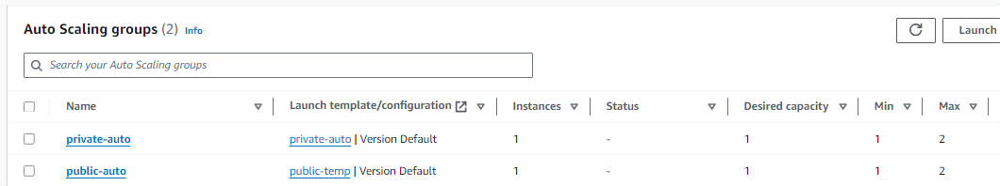 Auto Scaling groups (2) Info
Launch
Search your Auto Scaling groups
Name Launch template/configuration Instances Status Desired capacity Min Max
private-auto private-auto | Version Default 1 - 1 1 2
public-auto public-temp | Version Default 1 - 1 1 2